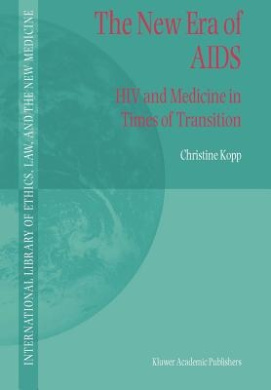 The New Era of
AIDS
HIV and Medicine in
Times of Transition
Christine Kopp
INTERNATIONAL LIBRARY OF ETHICS, LAW, AND THE NEW MEDICINE
Kluwer Academic Publishers